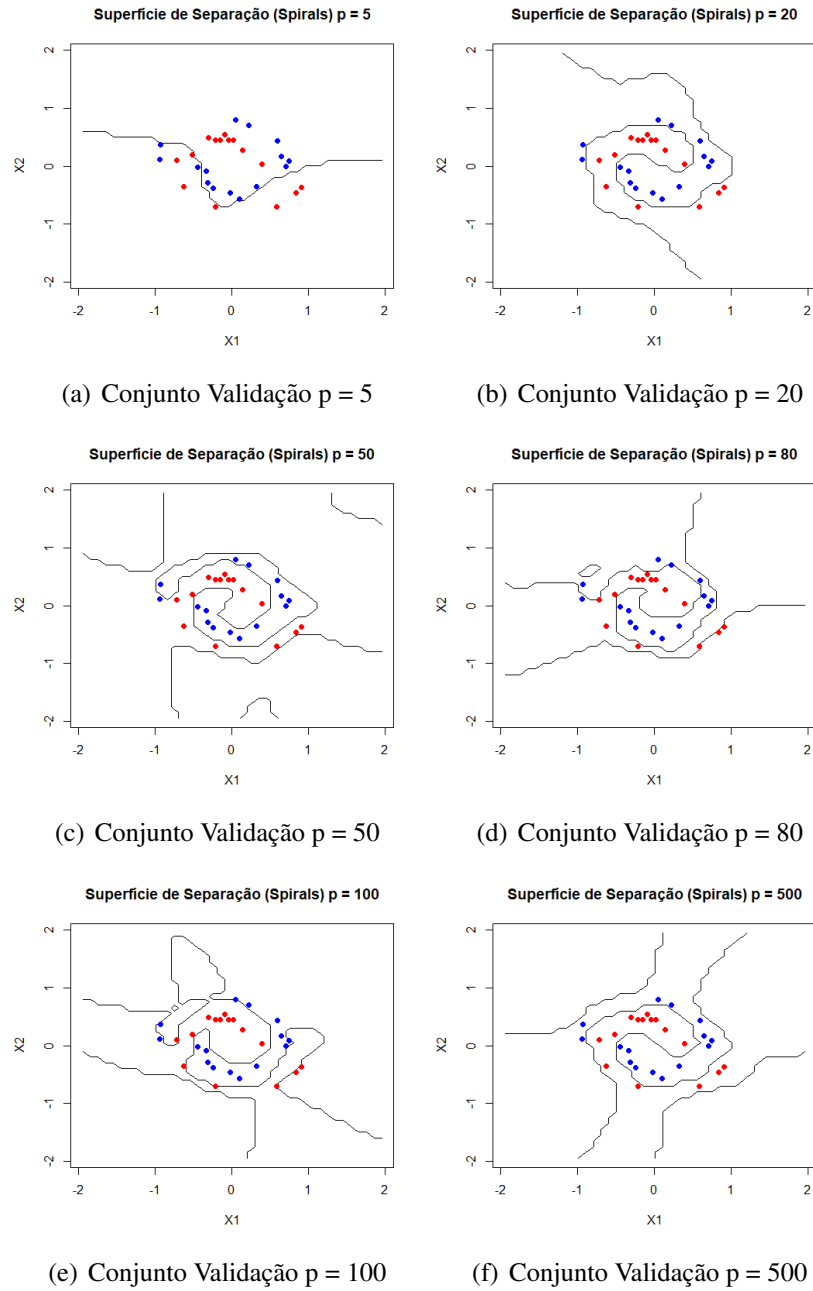 Superfície de Separação (Spirals) p = 5
X2
2
1
0
-1
-2
-2 -1 0 1 2
X1
(a) Conjunto Validação p = 5
Superfície de Separação (Spirals) p = 20
X2
2
1
0
-1
-2
-2 -1 0 1 2
X1
(b) Conjunto Validação p = 20
Superfície de Separação (Spirals) p = 50
X2
2
1
0
-1
-2
-2 -1 0 1 2
X1
(c) Conjunto Validação p = 50
Superfície de Separação (Spirals) p = 80
X2
2
1
0
-1
-2
-2 -1 0 1 2
X1
(d) Conjunto Validação p = 80
Superfície de Separação (Spirals) p = 100
X2
2
1
0
-1
-2
-2 -1 0 1 2
X1
(e) Conjunto Validação p = 100
Superfície de Separação (Spirals) p = 500
X2
2
1
0
-1
-2
-2 -1 0 1 2
X1
(f) Conjunto Validação p = 500